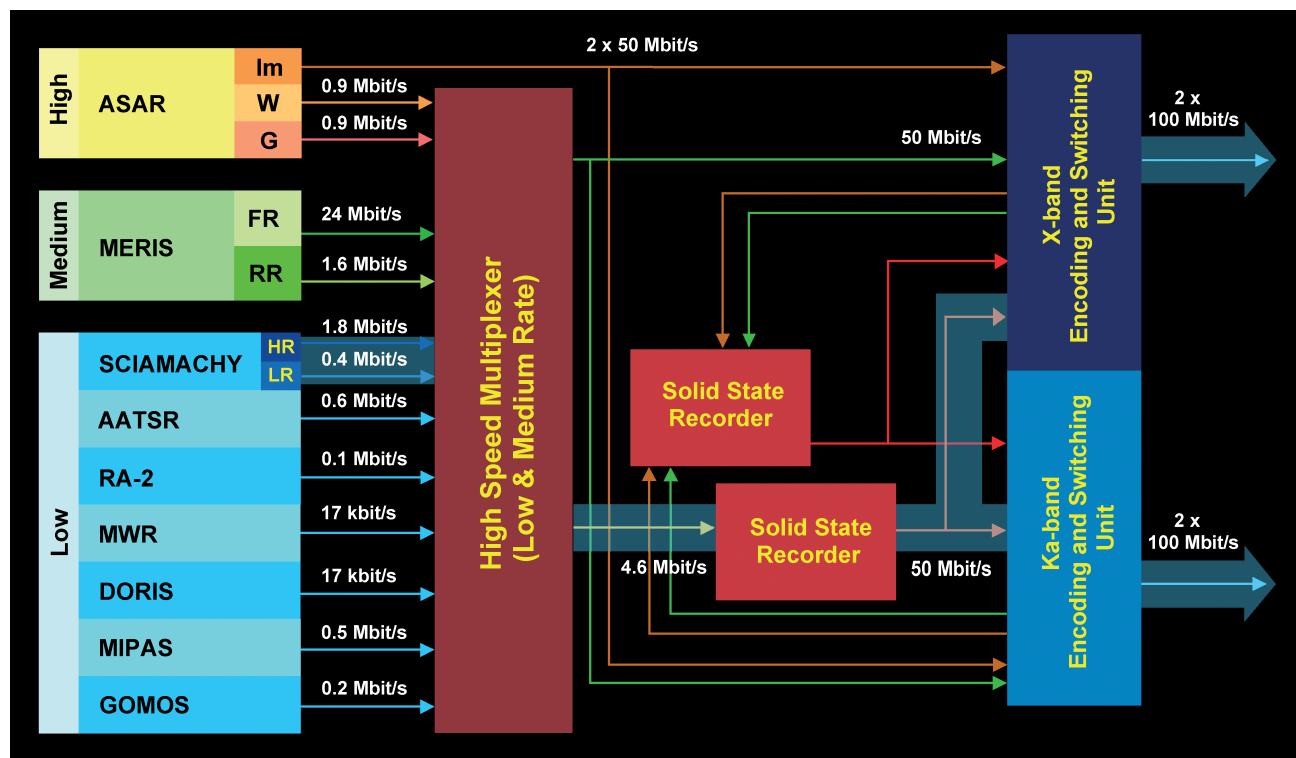 High
ASAR
Im
W
G
2 x 50 Mbit/s
0.9 Mbit/s
0.9 Mbit/s
Medium
MERIS
FR
RR
24 Mbit/s
1.6 Mbit/s
Low
SCIAMACHY
HR
LR
1.8 Mbit/s
0.4 Mbit/s
AATSR
0.6 Mbit/s
RA-2
0.1 Mbit/s
MWR
17 kbit/s
DORIS
17 kbit/s
MIPAS
0.5 Mbit/s
GOMOS
0.2 Mbit/s
High Speed Multiplexer
(Low & Medium Rate)
50 Mbit/s
Solid State
Recorder
Solid State
Recorder
4.6 Mbit/s
50 Mbit/s
X-band
Encoding and Switching
Unit
Ka-band
Encoding and Switching
Unit
2 x
100 Mbit/s
2 x
100 Mbit/s